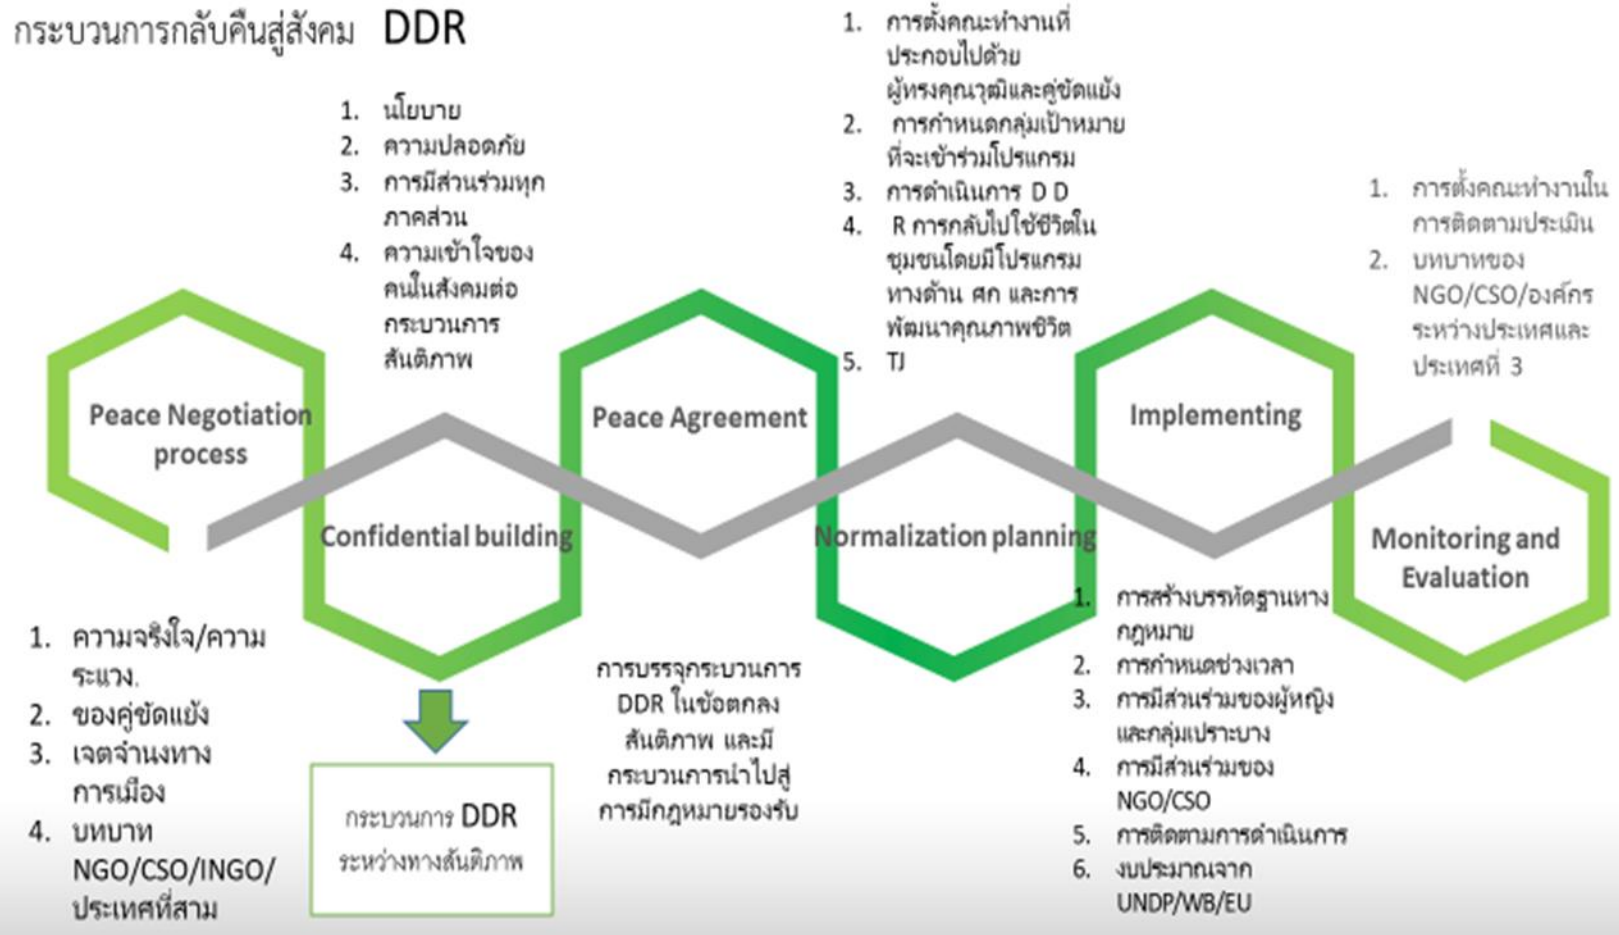 กระบวนการกลับคืนสู่สังคม DDR
1. นโยบาย
2. ความปลอดภัย
3. การมีส่วนร่วมทุก
ภาคส่วน
4. ความเข้าใจของ
คนในสังคมต่อ
กระบวนการ
สันติภาพ
1. การตั้งคณะทำงานที่
ประกอบไปด้วย
ผู้ทรงคุณวุฒิและคู่ขัดแย้ง
2. การกำหนดกลุ่มเป้าหมาย
ที่จะเข้าร่วมโปรแกรม
3. การดำเนินการ D D
4. R การกลับไปใช้ชีวิตใน
ชุมชนโดยมีโปรแกรม
ทางด้าน ศก และการ
พัฒนาคุณภาพชีวิต
5. TJ
1. การตั้งคณะทำงานใน
การติดตามประเมิน
2. บทบาทของ
NGO/CSO/องค์กร
ระหว่างประเทศและ
ประเทศที่ 3
Peace Negotiation
process
Confidential building
Peace Agreement
Normalization planning
Implementing
Monitoring and
Evaluation
1. ความจริงใจ/ความ
ระแวง.
2. ของคู่ขัดแย้ง
3. เจตจำนงทาง
การเมือง
4. บทบาท
NGO/CSO/INGO/
ประเทศที่สาม
กระบวนการ DDR
ระหว่างทางสันติภาพ
การบรรจุกระบวนการ
DDR ในข้อตกลง
สันติภาพ และมี
กระบวนการนำไปสู่
การมีกฎหมายรองรับ
1. การสร้างบรรทัดฐานทาง
กฎหมาย
2. การกำหนดช่วงเวลา
3. การมีส่วนร่วมของผู้หญิง
และกลุ่มเปราะบาง
4. การมีส่วนร่วมของ
NGO/CSO
5. การติดตามการดำเนินการ
6. งบประมาณจาก
UNDP/WB/EU